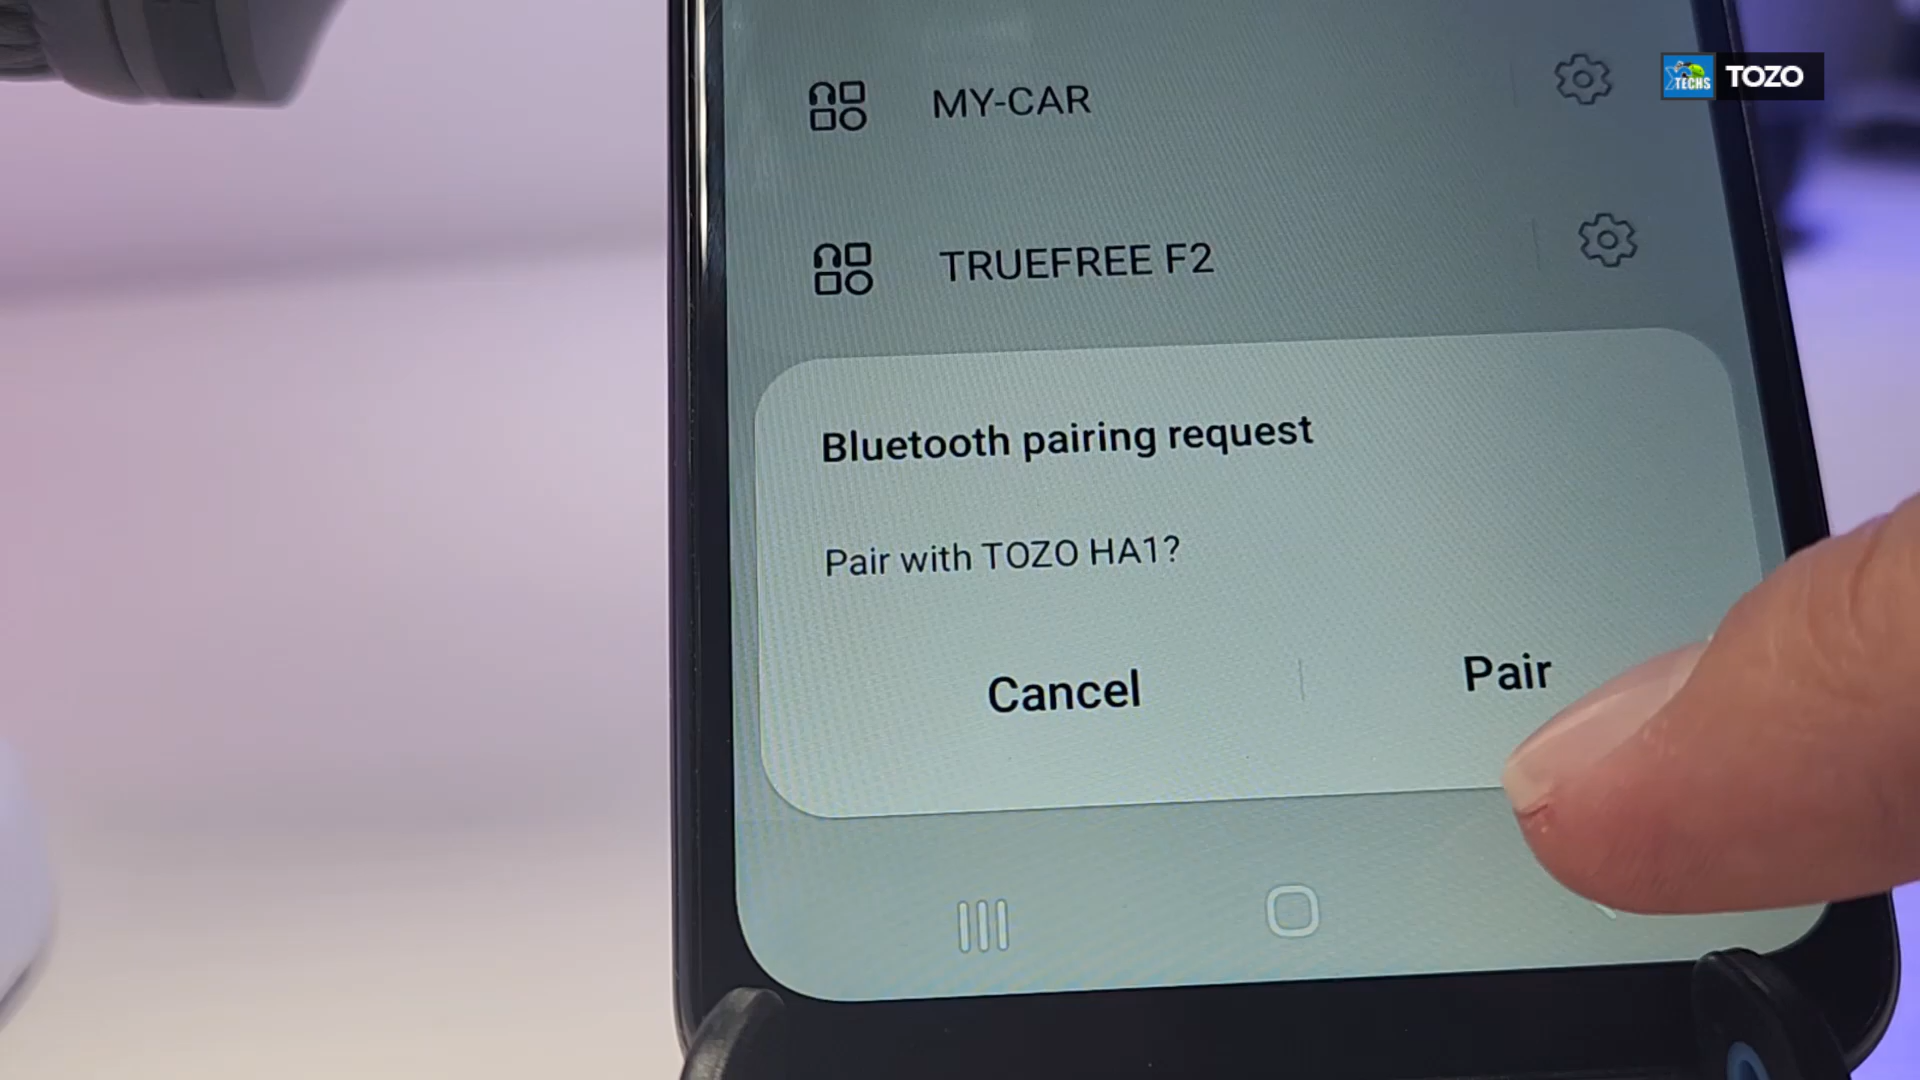 MY-CAR
TECHS TOZO
TRUEFREE F2
Bluetooth pairing request
Pair with TOZO HA1?
Cancel
Pair